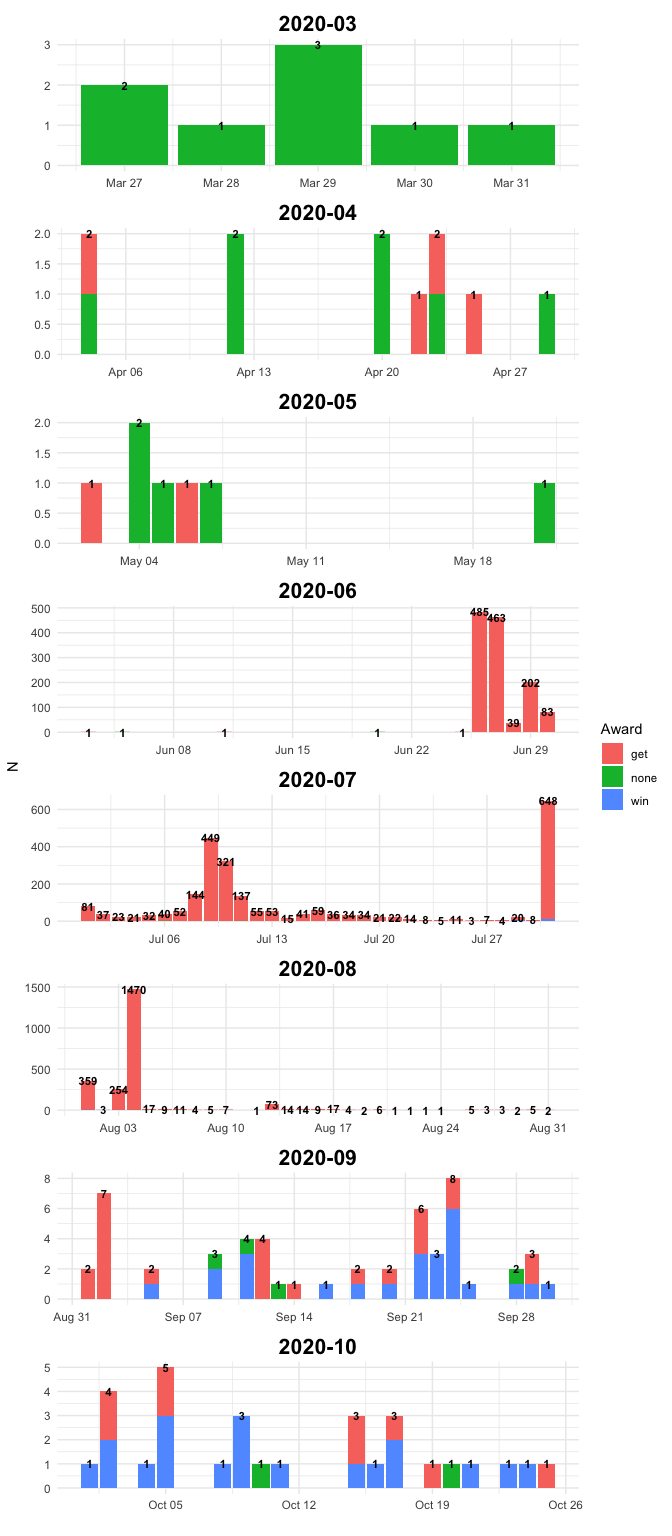 2020-03
3
2
1
0
2
1
3
1
1
Mar 27 Mar 28 Mar 29 Mar 30 Mar 31
2020-04
2.0
1.5
1.0
0.5
0.0
2 2 2 1 2 1 1
Apr 06 Apr 13 Apr 20 Apr 27
2020-05
2.0
1.5
1.0
0.5
0.0
1 2 1 1 1 1
May 04 May 11 May 18
2020-06
500
400
300
200
100
0
1 1 1 1 1 485 463 39 202 83
Jun 08 Jun 15 Jun 22 Jun 29
Award
get
none
win
N
2020-07
600
400
200
0
81 37 23 21 32 40 52 144 449 321 137 55 53 15 41 59 36 34 34 21 22 14 8 5 11 3 7 4 20 8 648
Jul 06 Jul 13 Jul 20 Jul 27
2020-08
1500
1000
500
0
359 3 254 1470 17 9 11 4 5 7 1 73 14 14 9 17 4 2 6 1 1 1 1 5 3 3 2 5 2
Aug 03 Aug 10 Aug 17 Aug 24 Aug 31
2020-09
8
6
4
2
0
2 7 2 3 4 4 1 1 1 2 2 6 3 8 1 2 3 1
Aug 31 Sep 07 Sep 14 Sep 21 Sep 28
2020-10
5
4
3
2
1
0
1 4 1 5 1 3 1 1 3 1 3 1 1 1 1 1 1
Oct 05 Oct 12 Oct 19 Oct 26